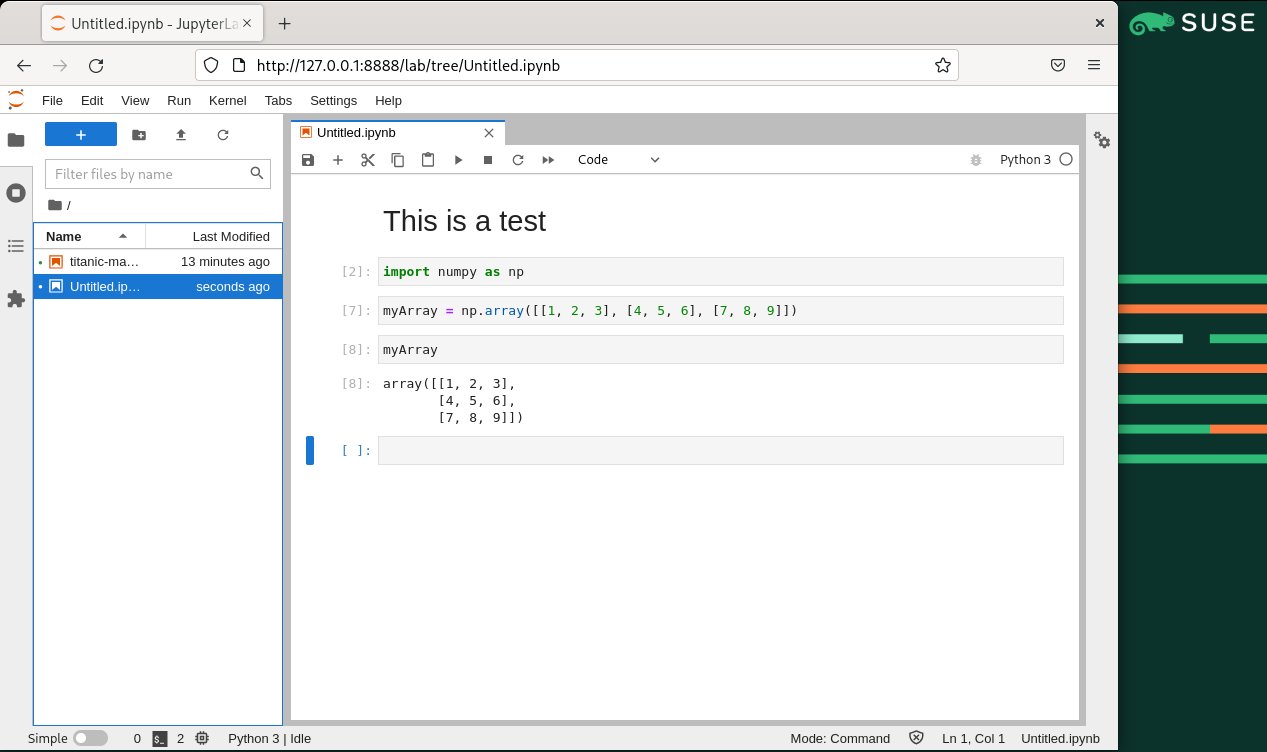 Untitled.ipynb - JupyterLa
SUSE
http://127.0.0.1:8888/lab/tree/Untitled.ipynb
File Edit View Run Kernel Tabs Settings Help
Untitled.ipynb
Code
Python 3
Filter files by name
/
Name Last Modified
titanic-ma… 13 minutes ago
Untitled.ip… seconds ago
This is a test
[2]: import numpy as np
[7]: myArray = np.array([[1, 2, 3], [4, 5, 6], [7, 8, 9]])
[8]: myArray
[8]: array([[1, 2, 3],
[4, 5, 6],
[7, 8, 9]])
[ ]:
Simple 0 $_ 2 Python 3 | Idle Mode: Command Ln 1, Col 1 Untitled.ipynb